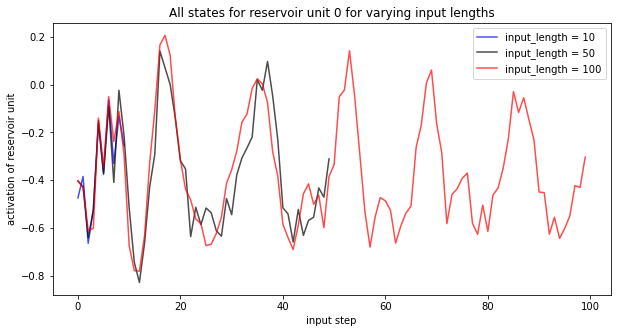 All states for reservoir unit 0 for varying input lengths
input_length = 10
input_length = 50
input_length = 100
activation of reservoir unit
0.2
0.0
−0.2
−0.4
−0.6
−0.8
0
20
40
60
80
100
input step